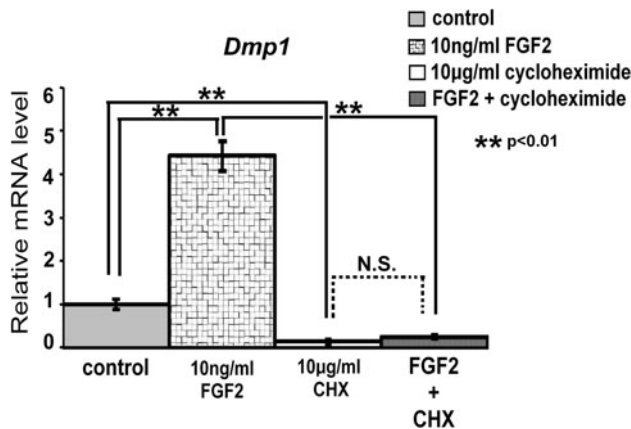 Dmp1
control
10ng/ml FGF2
10µg/ml cycloheximide
FGF2 + cycloheximide
** p<0.01
Relative mRNA level
6
5
4
3
2
1
0
**
**
**
N.S.
control
10ng/ml
FGF2
10µg/ml
CHX
FGF2
+
CHX